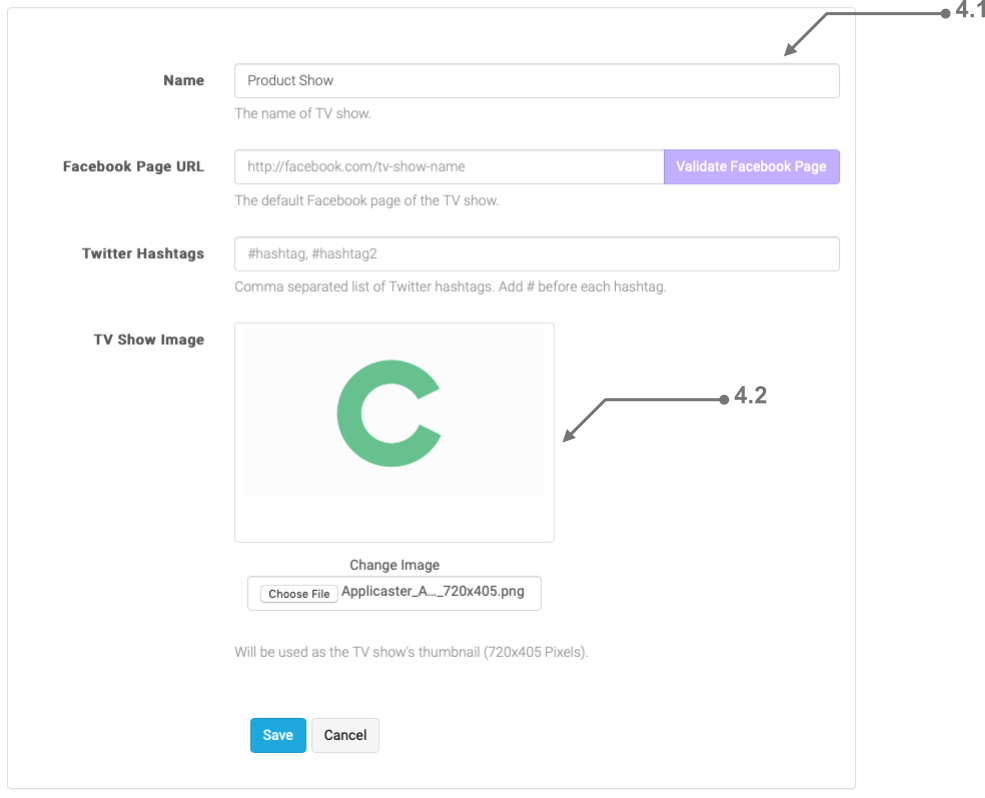 4.1
Name
Product Show
The name of TV show.
Facebook Page URL
http://facebook.com/tv-show-name
Validate Facebook Page
The default Facebook page of the TV show.
Twitter Hashtags
#hashtag, #hashtag2
Comma separated list of Twitter hashtags. Add # before each hashtag.
TV Show Image
4.2
Change Image
Choose File
Applicaster_A..._720x405.png
Will be used as the TV show's thumbnail (720x405 Pixels).
Save
Cancel